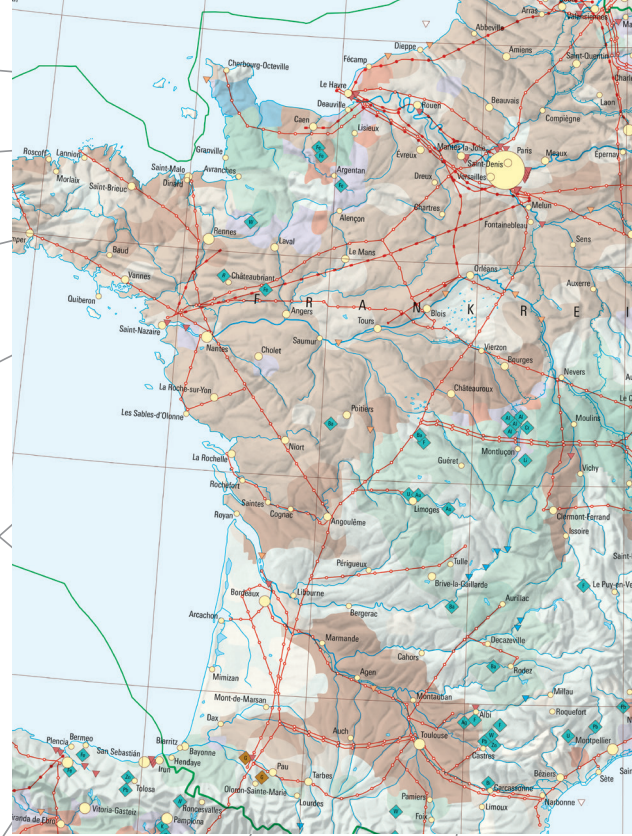 Arras
Valenciennes
Abbeville
Dieppe
Amiens
Saint-Quentin
Fécamp
Cherbourg-Octeville
Le Havre
Deauville
Rouen
Beauvais
Laon
Compiègne
Caen
Lisieux
Granville
Évreux
Mantes-la-Jolie
Paris
Saint-Denis
Meaux
Epernay
Roscoff
Lannion
Morlaix
Saint-Malo
Dinard
Avranches
Argentan
Versailles
Dreux
Saint-Brieuc
Chartres
Melun
Alençon
Fontainebleau
Rennes
Laval
Le Mans
Sens
Baud
Orléans
Vannes
Châteaubriant
Auxerre
Quiberon
F R A N K R E I
Angers
Blois
Tours
Saint-Nazaire
Saumur
Nantes
Cholet
Vierzon
Bourges
Nevers
La Roche-sur-Yon
Châteauroux
Les Sables-d'Olonne
Poitiers
Moulins
Niort
Montluçon
La Rochelle
Guéret
Vichy
Rochefort
Saintes
Cognac
Limoges
Royan
Angoulême
Clermont-Ferrand
Issoire
Périgueux
Tulle
Brive-la-Gaillarde
Le Puy-en-Ve
Bordeaux
Libourne
Aurillac
Arcachon
Bergerac
Marmande
Decazeville
Cahors
Rodez
Mimizan
Agen
Mont-de-Marsan
Montauban
Millau
Dax
Albi
Roquefort
Auch
Toulouse
Montpellier
Plencia
Bermeo
San Sebastián
Bierritz
Bayonne
Irun
Hendaye
Castres
Pau
Béziers
Sète
Tolosa
Oloron-Sainte-Marie
Tarbes
Carcassonne
Lourdes
Pamiers
Narbonne
Vitoria-Gasteiz
Roncesvalles
Limoux
Foix
Pamplona